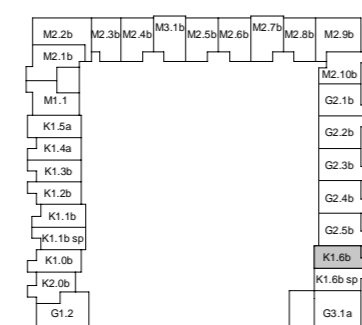 M2.2b
M2.3b
M2.4b
M3.1b
M2.5b
M2.6b
M2.7b
M2.8b
M2.9b
M2.1b
M1.1
K1.5a
K1.4a
K1.3b
K1.2b
K1.1b
K1.1b sp
K1.0b
K2.0b
G1.2
M2.10b
G2.1b
G2.2b
G2.3b
G2.4b
G2.5b
K1.6b
K1.6b sp
G3.1a